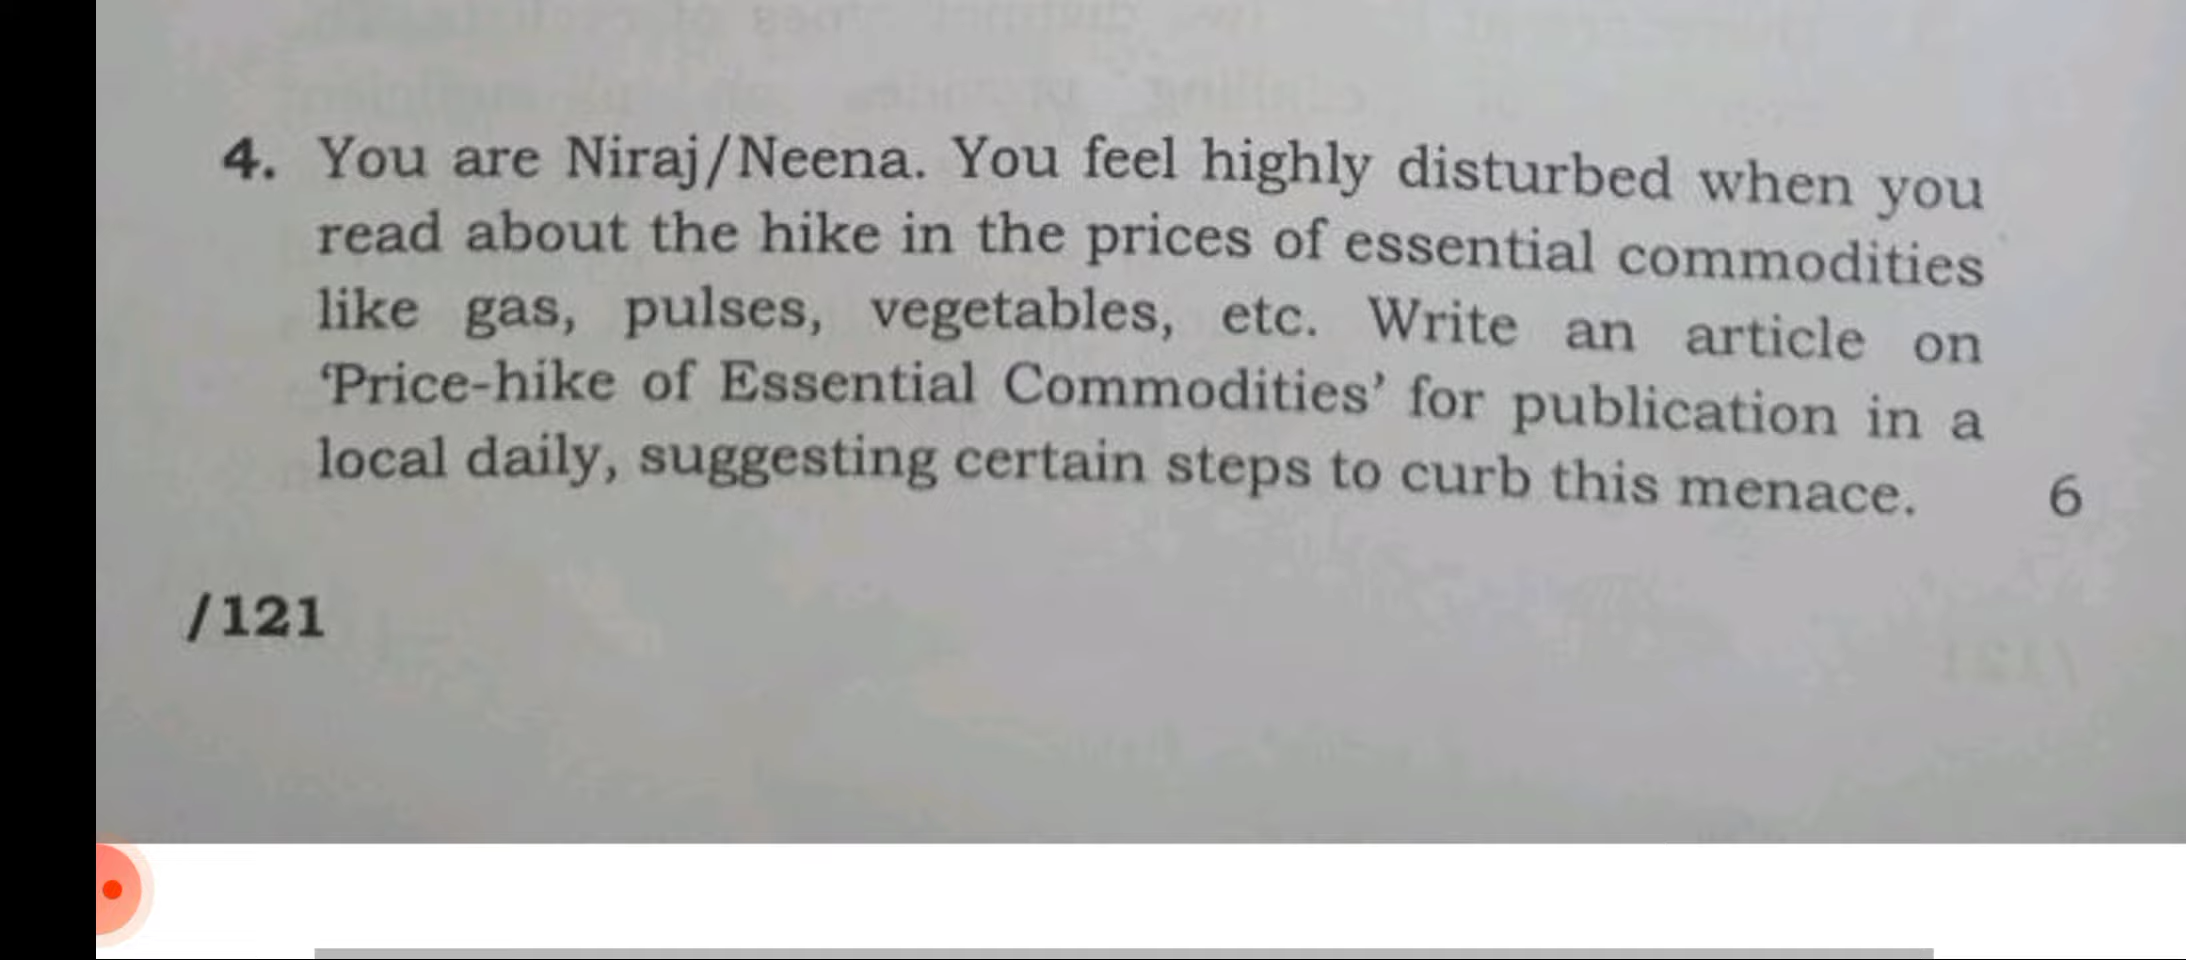 4. You are Niraj/Neena. You feel highly disturbed when you
read about the hike in the prices of essential commodities
like gas, pulses, vegetables, etc. Write an article on
‘Price-hike of Essential Commodities’ for publication in a
local daily, suggesting certain steps to curb this menace. 6
/121